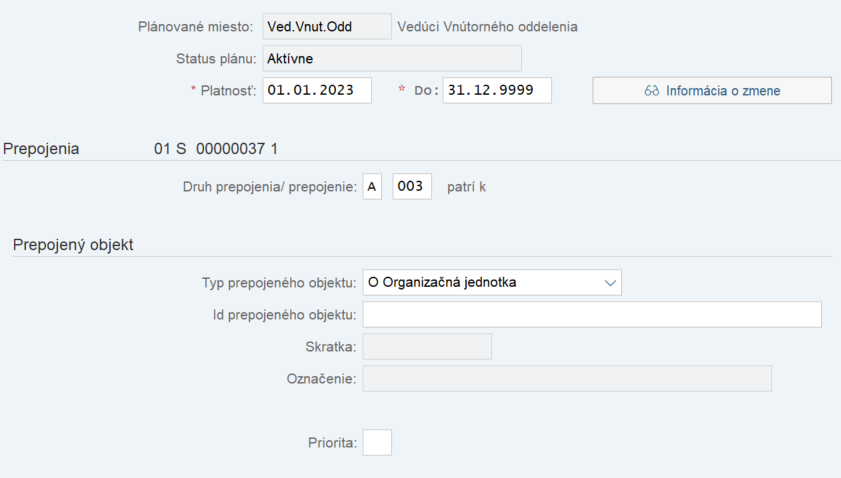 Plánované miesto: Ved.Vnut.Odd Vedúci Vnútorného oddelenia
Status plánu: Aktívne
* Platnosť: 01.01.2023 * Do: 31.12.9999 Informácia o zmene
Prepojenia 01 S 00000037 1
Druh prepojenia/ prepojenie: A 003 patrí k
Prepojený objekt
Typ prepojeného objektu: O Organizačná jednotka
Id prepojeného objektu:
Skratka:
Označenie:
Priorita: